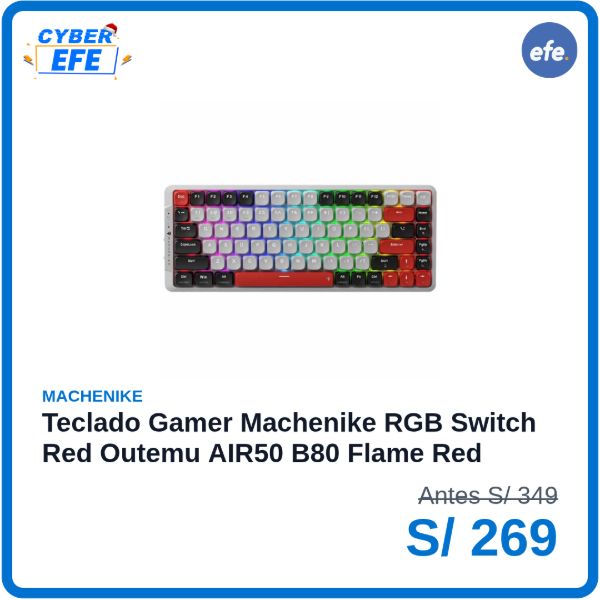 CYBER
EFE
efe.
MACHENIKE
Teclado Gamer Machenike RGB Switch
Red Outemu AIR50 B80 Flame Red
Antes S/ 349
S/ 269